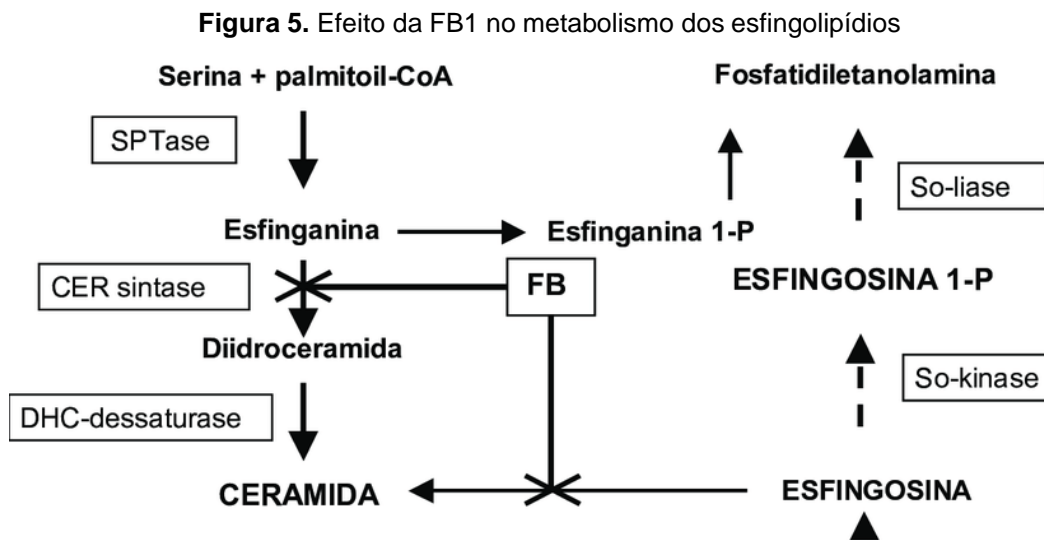 Figura 5. Efeito da FB1 no metabolismo dos esfingolipídios
Serina + palmitoil-CoA
Fosfatidiletanolamina
SPTase
So-liase
Esfinganina
Esfinganina 1-P
CER sintase
FB
ESFINGOSINA 1-P
Diidroceramida
So-kinase
DHC-dessaturase
CERAMIDA
ESFINGOSINA